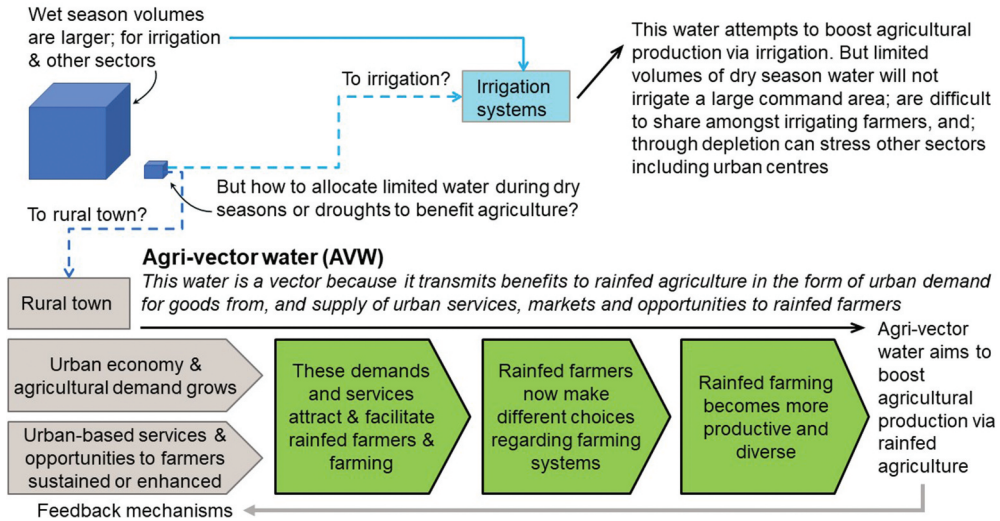 Wet season volumes
are larger; for irrigation
& other sectors
To irrigation?
Irrigation
systems
This water attempts to boost agricultural
production via irrigation. But limited
volumes of dry season water will not
irrigate a large command area; are difficult
to share amongst irrigating farmers, and;
through depletion can stress other sectors
including urban centres
But how to allocate limited water during dry
seasons or droughts to benefit agriculture?
To rural town?
Agri-vector water (AVW)
This water is a vector because it transmits benefits to rainfed agriculture in the form of urban demand
for goods from, and supply of urban services, markets and opportunities to rainfed farmers
Rural town
Urban economy &
agricultural demand grows
Urban-based services &
opportunities to farmers
sustained or enhanced
These demands
and services
attract & facilitate
rainfed farmers &
farming
Rainfed farmers
now make
different choices
regarding farming
systems
Rainfed farming
becomes more
productive and
diverse
Agri-vector
water aims to
boost
agricultural
production via
rainfed
agriculture
Feedback mechanisms